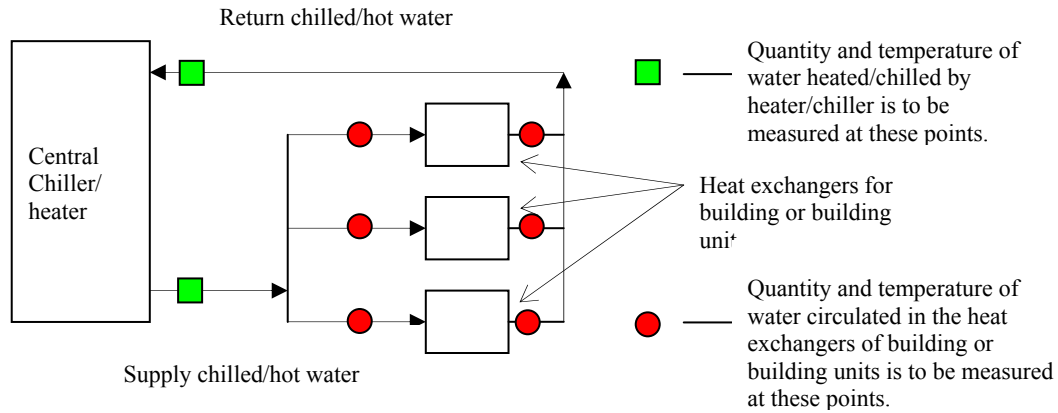 Return chilled/hot water
Quantity and temperature of
water heated/chilled by
heater/chiller is to be
measured at these points.
Central
Chiller/
heater
Heat exchangers for
building or building
unit
Quantity and temperature of
water circulated in the heat
exchangers of building or
building units is to be measured
at these points.
Supply chilled/hot water